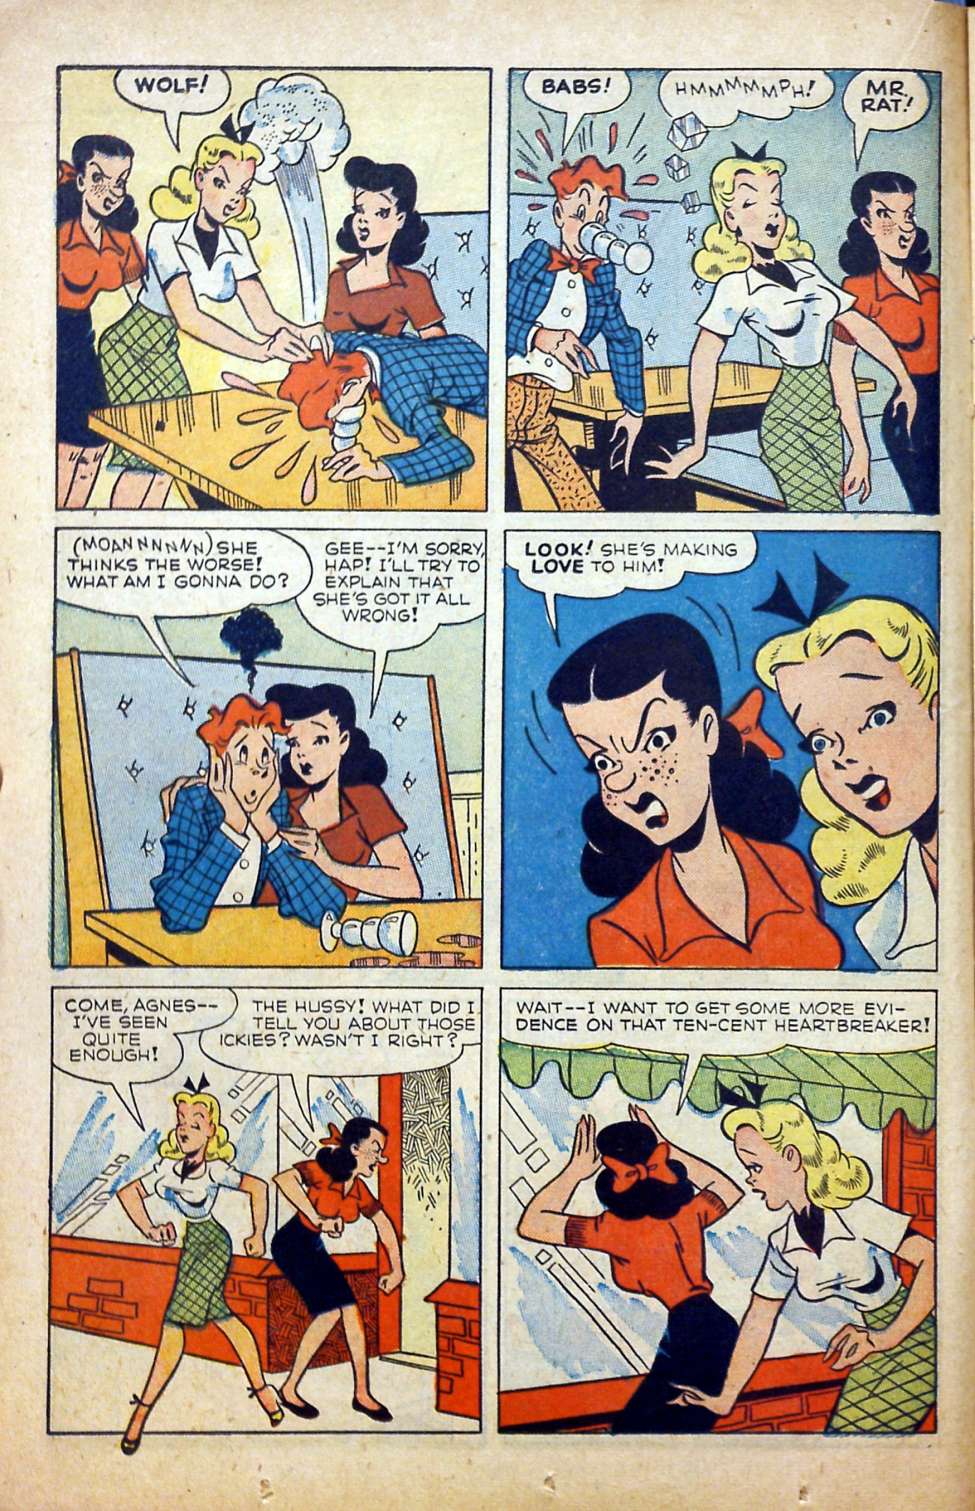 WOLF!
BABS!
HMMMMMPH!
MR.
RAT!
(MOANNNNNN) SHE
THINKS THE WORSE!
WHAT AM I GONNA DO?
GEE--I'M SORRY,
HAP! I'LL TRY TO
EXPLAIN THAT
SHE'S GOT IT ALL
WRONG!
LOOK! SHE'S MAKING
LOVE TO HIM!
COME, AGNES--
I'VE SEEN
QUITE
ENOUGH!
THE HUSSY! WHAT DID I
TELL YOU ABOUT THOSE
ICKIES? WASN'T I RIGHT?
WAIT--I WANT TO GET SOME MORE EVI-
DENCE ON THAT TEN-CENT HEARTBREAKER!